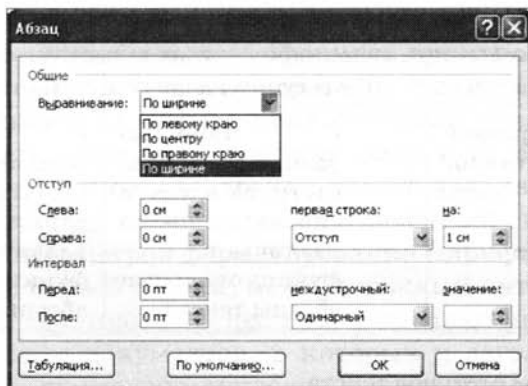 Абзац
Общие
Выравнивание: По ширине
По левому краю
По центру
По правому краю
По ширине
Отступ
Слева: 0 см первая строка: на:
Справа: 0 см Отступ 1 см
Интервал
Перед: 0 пт междустрочный: значение:
После: 0 пт Одинарный
Табуляция... По умолчанию... ОК Отмена